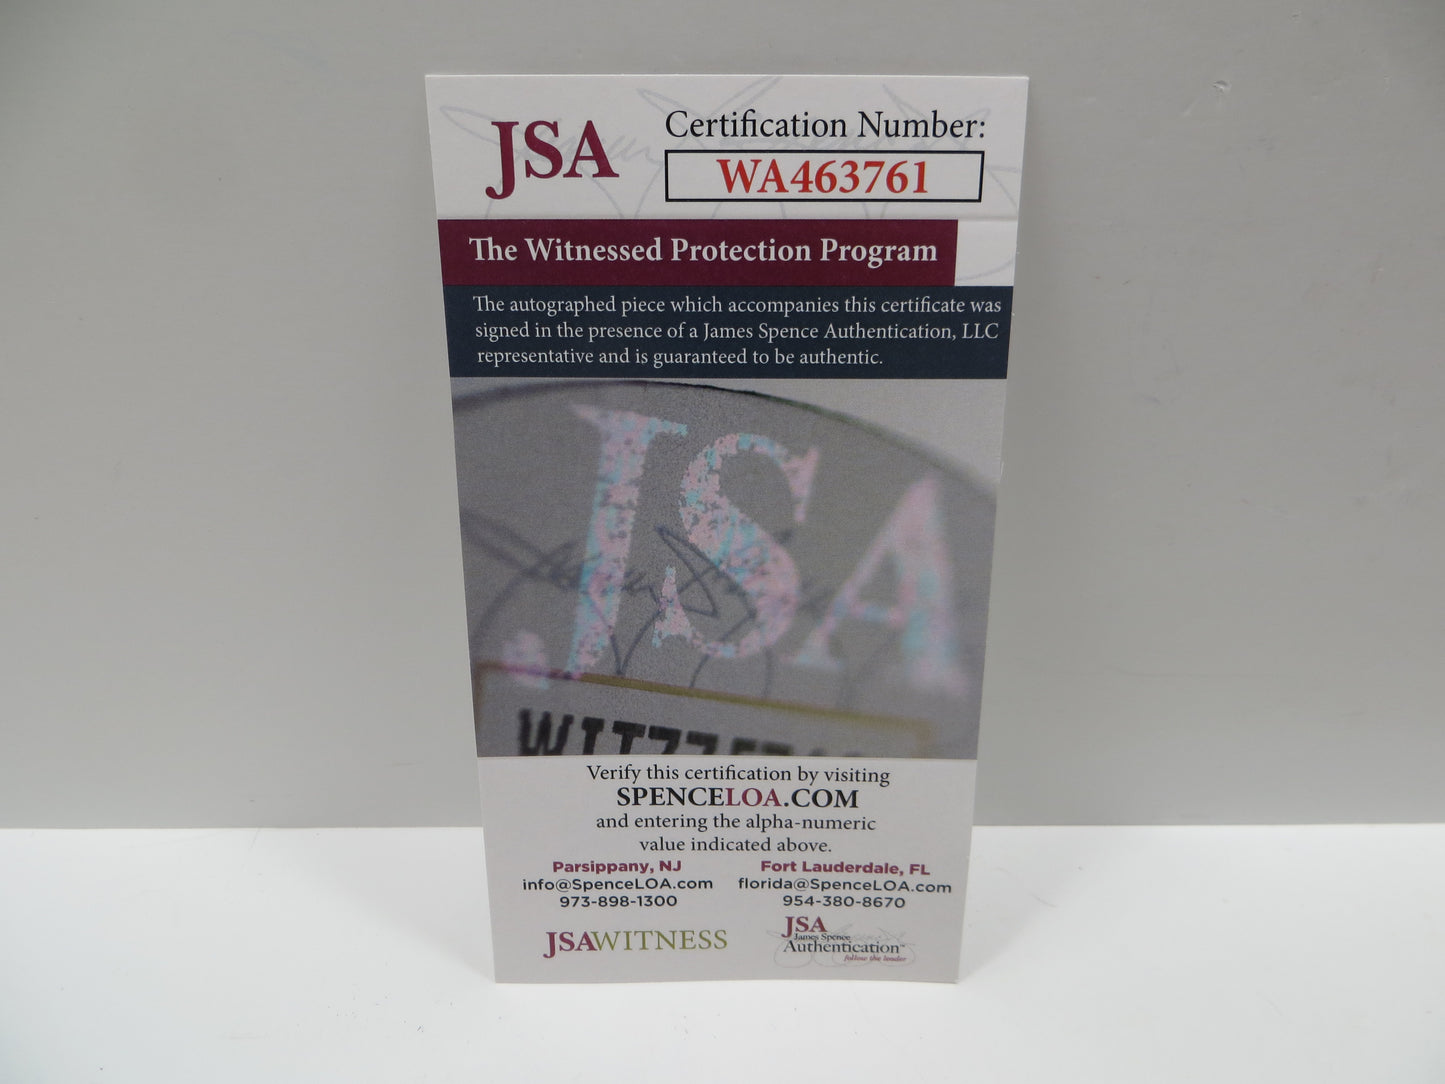 JSA
Certification Number:
WA463761
The Witnessed Protection Program
The autographed piece which accompanies this certificate was
signed in the presence of a James Spence Authentication, LLC
representative and is guaranteed to be authentic.
JSA
Verify this certification by visiting
SPENCELOA.COM
and entering the alpha-numeric
value indicated above.
Parsippany, NJ
info@SpenceLOA.com
973-898-1300
Fort Lauderdale, FL
florida@SpenceLOA.com
954-380-8670
JSAWITNESS
JSA
James Spence
Authentication
follow the leader